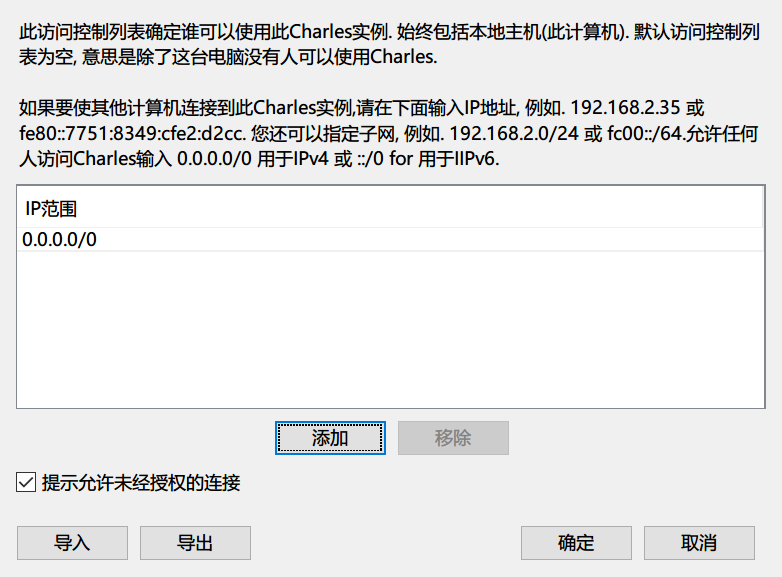 此访问控制列表确定谁可以使用此Charles实例. 始终包括本地主机(此计算机). 默认访问控制列
表为空, 意思是除了这台电脑没有人可以使用Charles.
如果要使其他计算机连接到此Charles实例,请在下面输入IP地址, 例如. 192.168.2.35 或
fe80::7751:8349:cfe2:d2cc. 您还可以指定子网, 例如. 192.168.2.0/24 或 fc00::/64.允许任何
人访问Charles输入 0.0.0.0/0 用于IPv4 或 ::/0 for 用于IIPv6.
IP范围
0.0.0.0/0
添加 移除
提示允许未经授权的连接
导入 导出 确定 取消